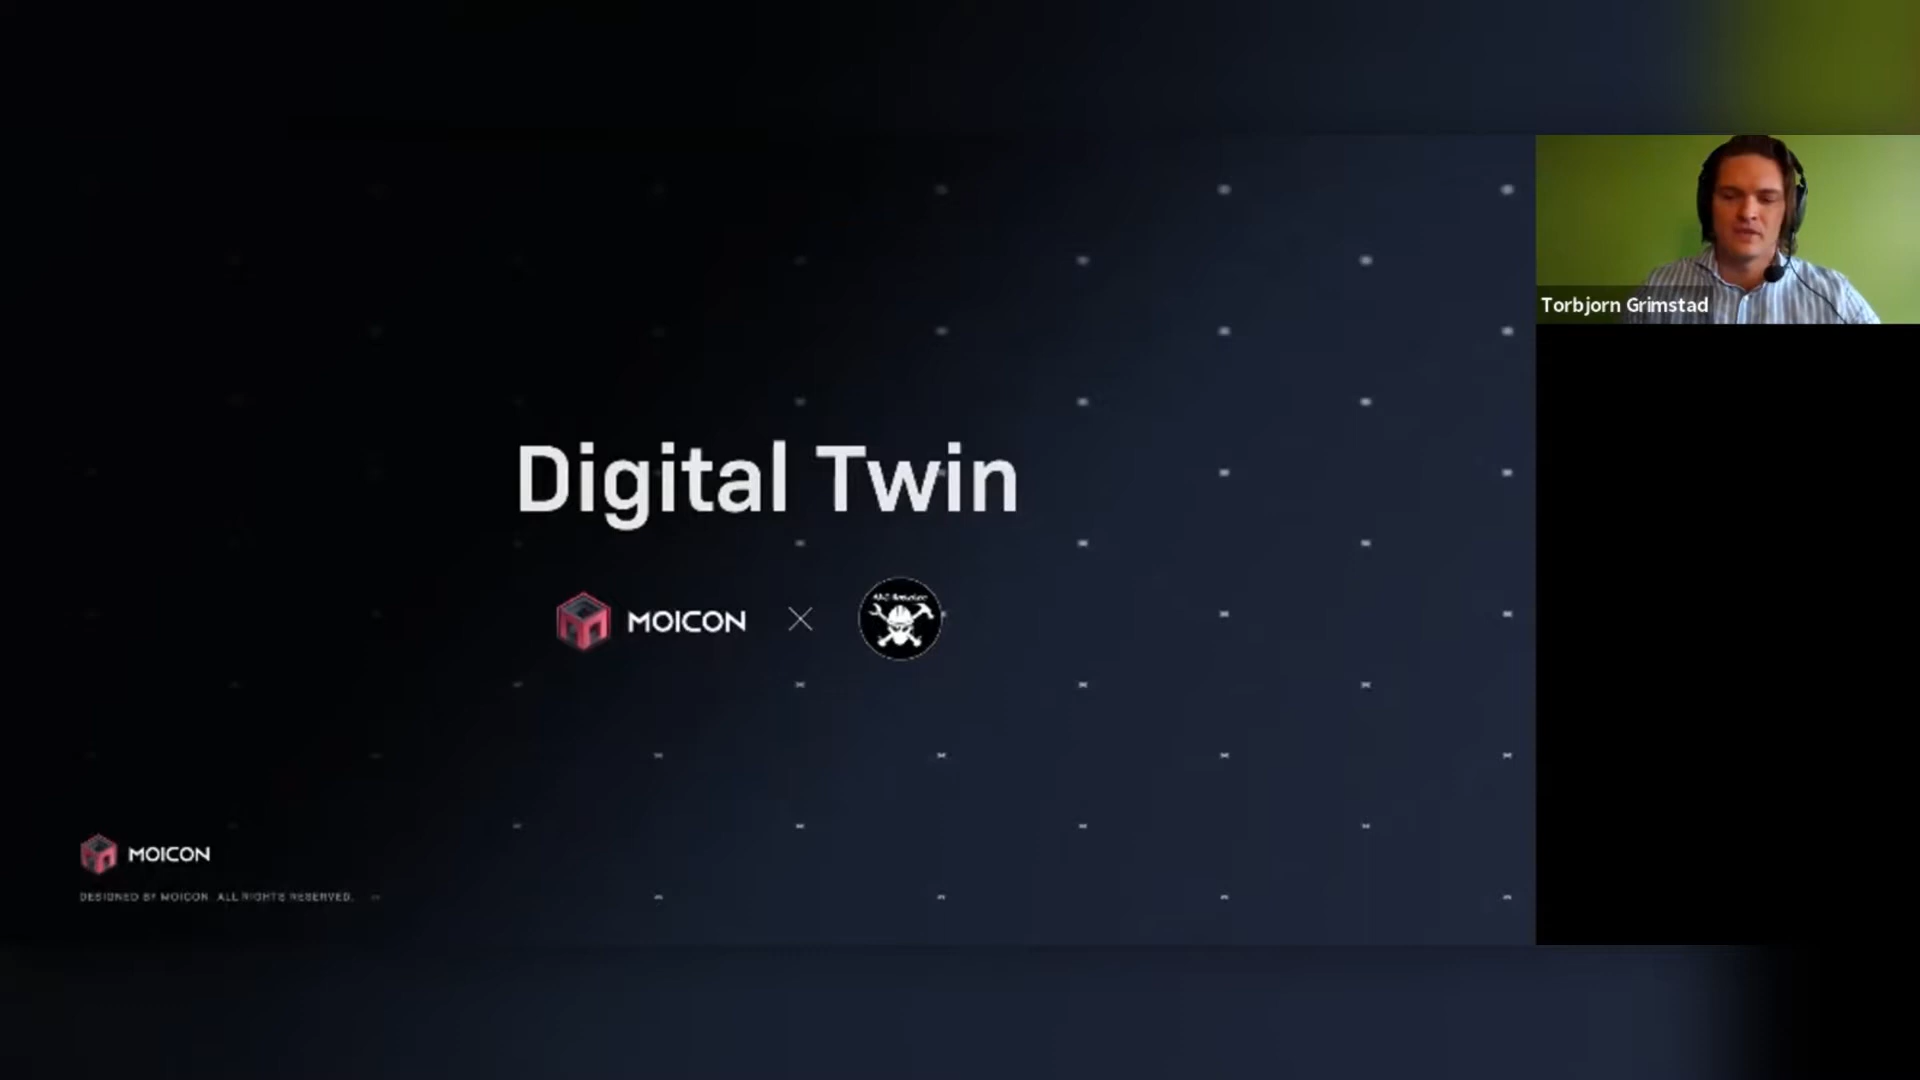 Torbjorn Grimstad
Digital Twin
MOICON
MOICON
DESIGNED BY MOICON. ALL RIGHTS RESERVED.